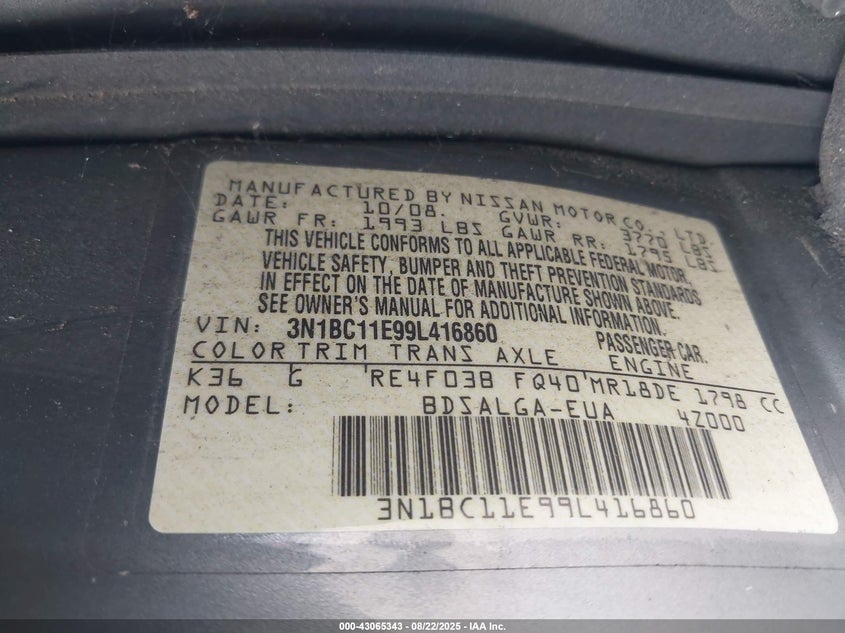 MANUFACTURED BY NISSAN MOTOR CO., LTD
DATE: 10/08. GVWR: 3770 LBS
GAWR FR: 1993 LBS GAWR RR: 1795 LBS
THIS VEHICLE CONFORMS TO ALL APPLICABLE FEDERAL MOTOR
VEHICLE SAFETY, BUMPER AND THEFT PREVENTION STANDARDS
IN EFFECT ON THE DATE OF MANUFACTURE SHOWN ABOVE.
SEE OWNER'S MANUAL FOR ADDITIONAL INFORMATION.
VIN: 3N1BC11E99L416860 PASSENGER CAR.
COLOR TRIM TRANS AXLE ENGINE
K36 G RE4F03B FQ40 MR18DE 1798 CC
MODEL: BDSALGA-EUA 4Z000
3N1BC11E99L416860
000-43065343 | 08/22/2025 - IAA Inc.